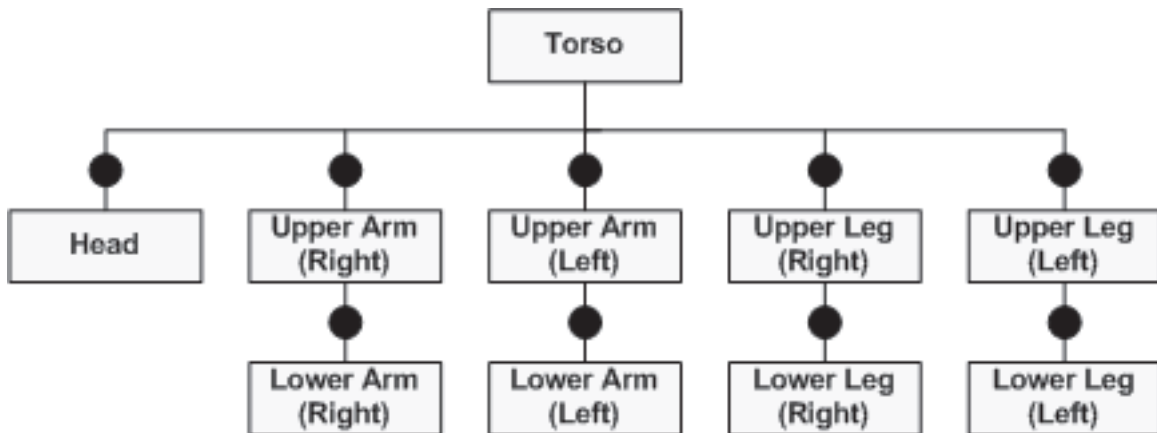 Torso
Head
Upper Arm
(Right)
Upper Arm
(Left)
Upper Leg
(Right)
Upper Leg
(Left)
Lower Arm
(Right)
Lower Arm
(Left)
Lower Leg
(Right)
Lower Leg
(Left)